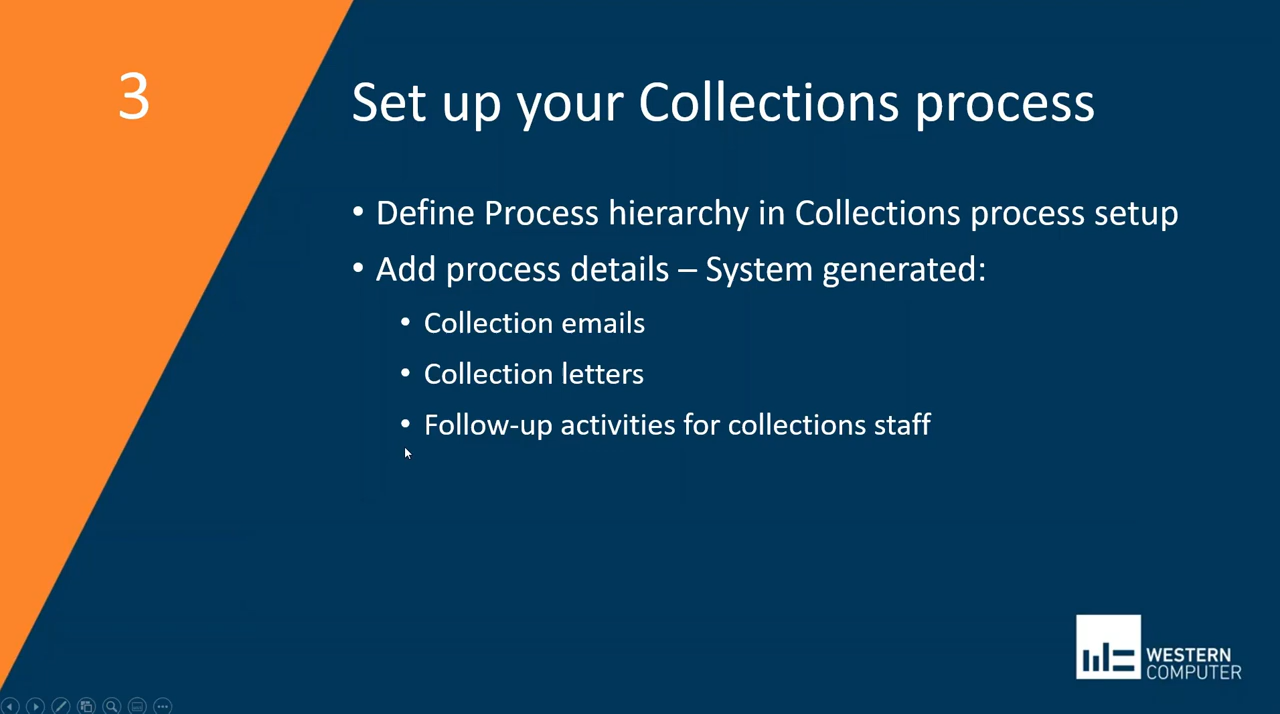 3
Set up your Collections process
• Define Process hierarchy in Collections process setup
• Add process details – System generated:
• Collection emails
• Collection letters
• Follow-up activities for collections staff
WESTERN
COMPUTER